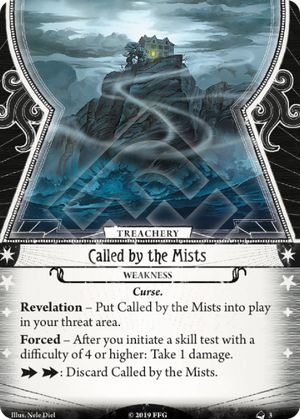 TREACHERY
Called by the Mists
WEAKNESS
Curse.
Revelation – Put Called by the Mists into play
in your threat area.
Forced – After you initiate a skill test with a
difficulty of 4 or higher: Take 1 damage.
: Discard Called by the Mists.
Illus. Nele Diel © 2019 FFG 3